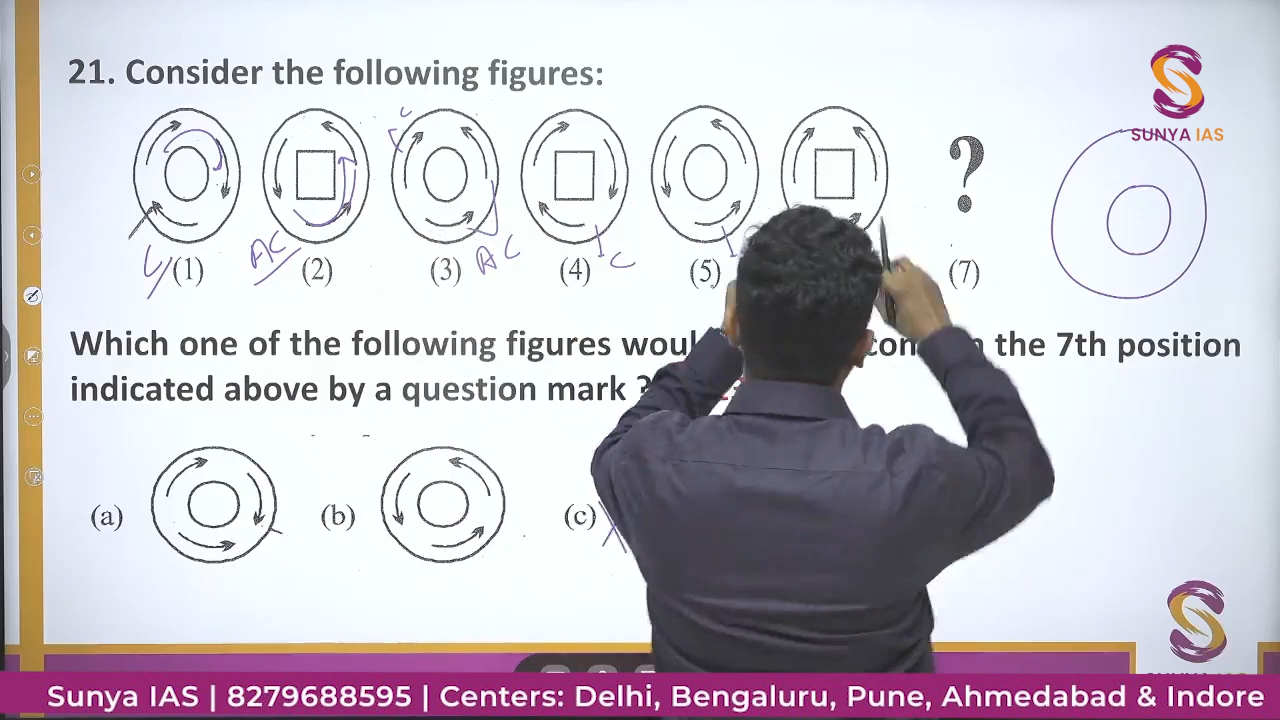 21. Consider the following figures:
SUNYA IAS
?
C
L
AC
AC
C
(1) (2) (3) (4) (5) (7)
Which one of the following figures the 7th position
indicated above by a question mark ?
(a) (b) (c)
Sunya IAS | 8279688595 | Centers: Delhi, Bengaluru, Pune, Ahmedabad & Indore